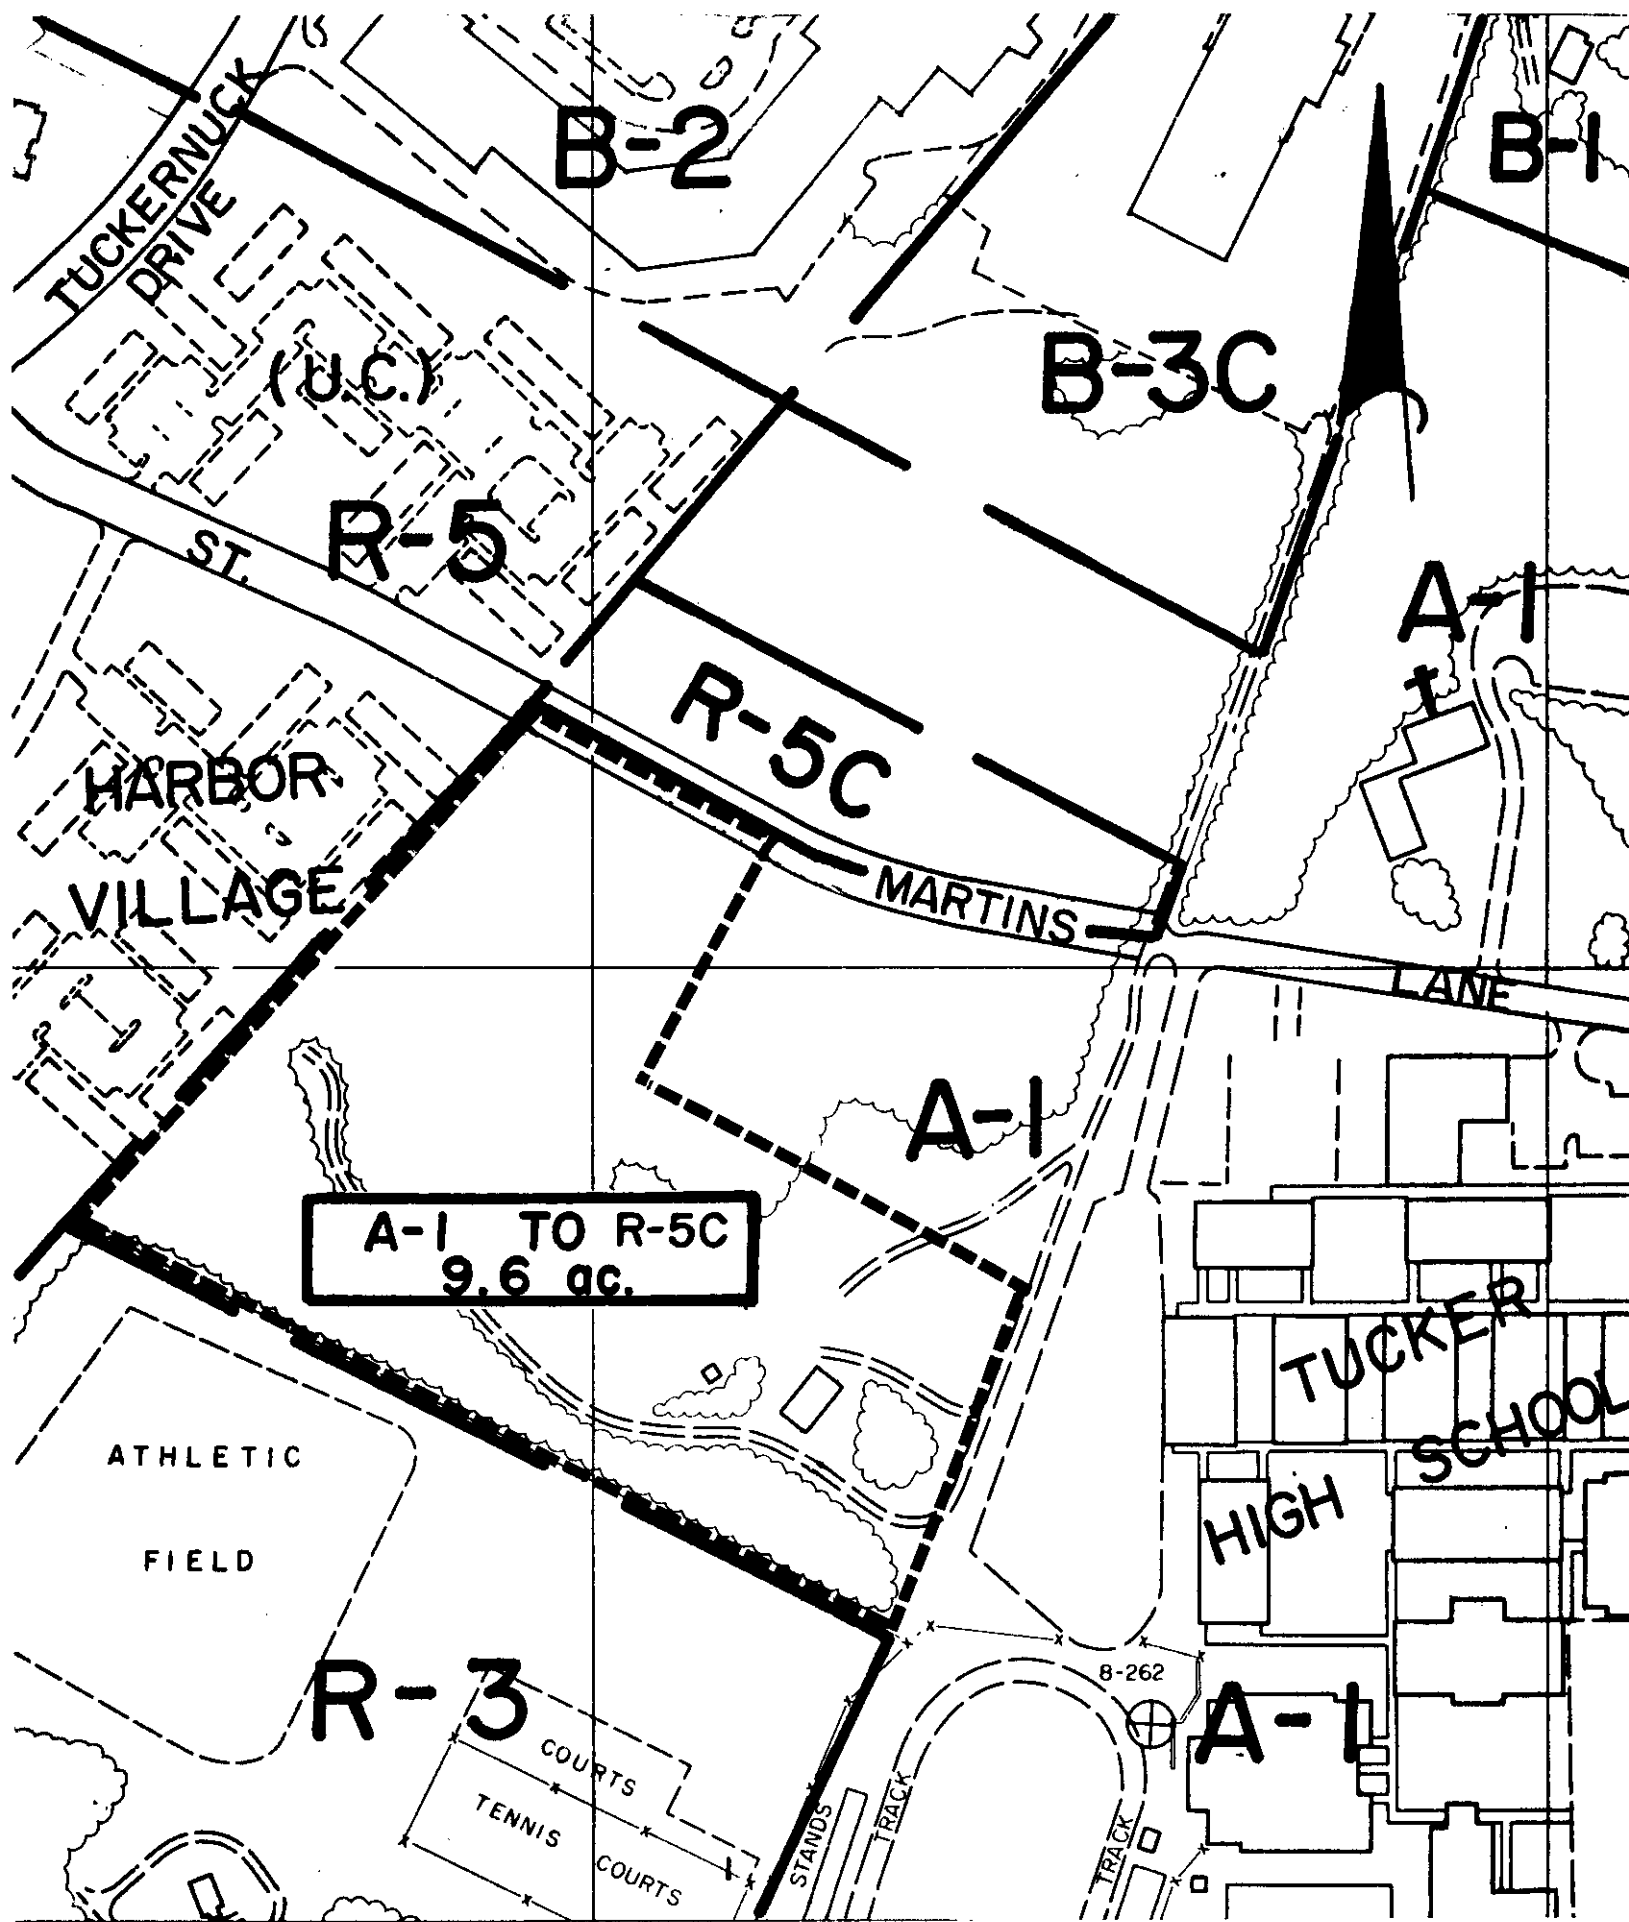 TUCKERNUCK
DRIVE
B-2
B-1
(U.C.)
B-3C
R-5
ST.
A-1
R-5C
HARBOR
VILLAGE
MARTINS
LANE
A-1
A-1 TO R-5C
9.6 ac.
TUCKER
HIGH SCHOOL
ATHLETIC
FIELD
R-3
8-262
A-1
COURTS
TENNIS
COURTS
STANDS
TRACK
TRACK